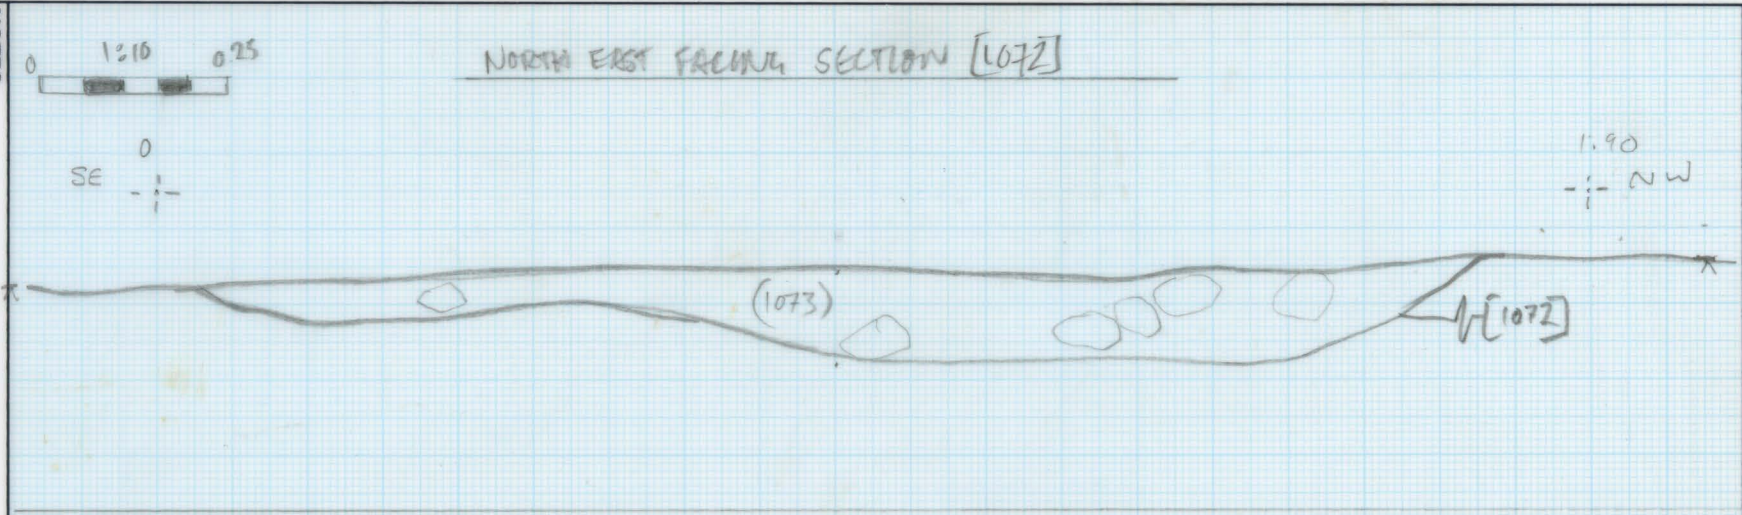 0 1:10 0.25
NORTH EAST FACING SECTION [1072]
0
SE
1.90
NW
(1073)
[1072]